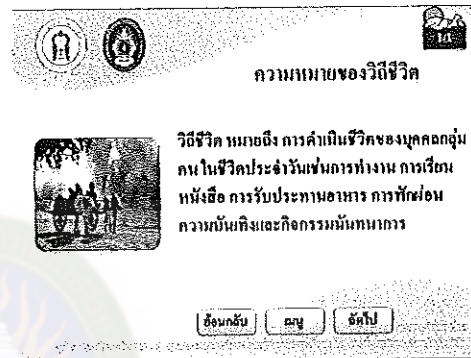 ความหมายของวิถีชีวิต
วิถีชีวิต หมายถึง การดำเนินชีวิตของบุคคลกลุ่ม
คน ในชีวิตประจำวันเช่นการทำงาน การเรียน
หนังสือ การรับประทานอาหาร การพักผ่อน
ความบันเทิงและกิจกรรมนันทนาการ
ย้อนกลับ
เมนู
ถัดไป